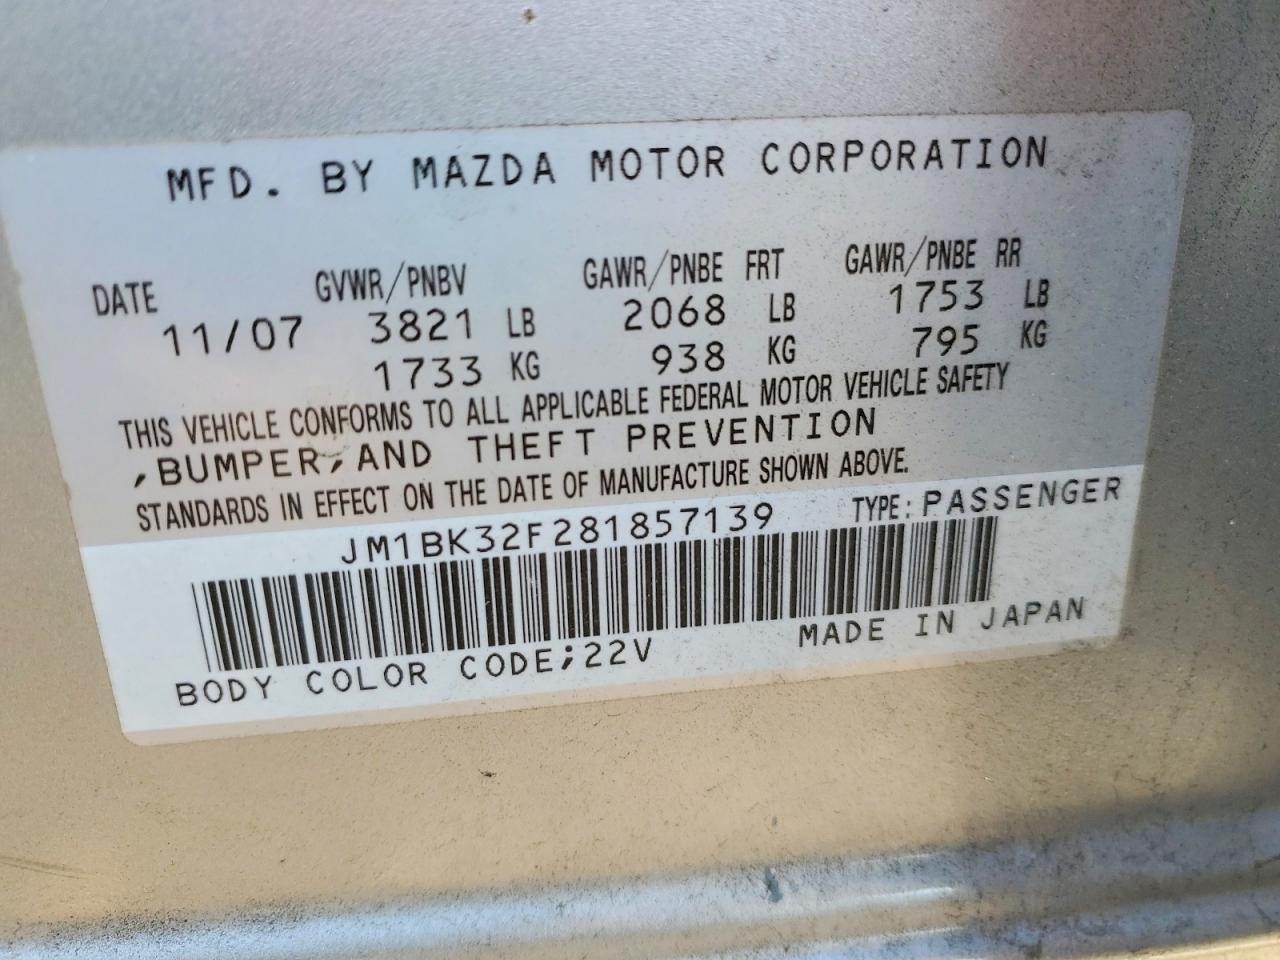 MFD. BY MAZDA MOTOR CORPORATION
DATE GVWR/PNBV GAWR/PNBE FRT GAWR/PNBE RR
11/07 3821 LB 2068 LB 1753 LB
1733 KG 938 KG 795 KG
THIS VEHICLE CONFORMS TO ALL APPLICABLE FEDERAL MOTOR VEHICLE SAFETY
,BUMPER,AND THEFT PREVENTION
STANDARDS IN EFFECT ON THE DATE OF MANUFACTURE SHOWN ABOVE.
JM1BK32F281857139 TYPE: PASSENGER
BODY COLOR CODE;22V MADE IN JAPAN